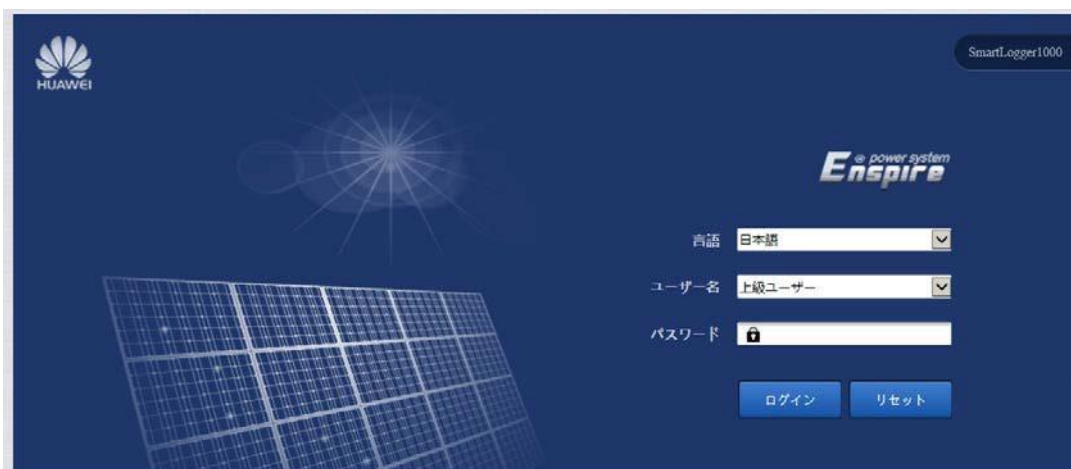 HUAWEI
SmartLogger1000
Enspire
e power system
言語 日本語
ユーザー名 上級ユーザー
パスワード
ログイン リセット